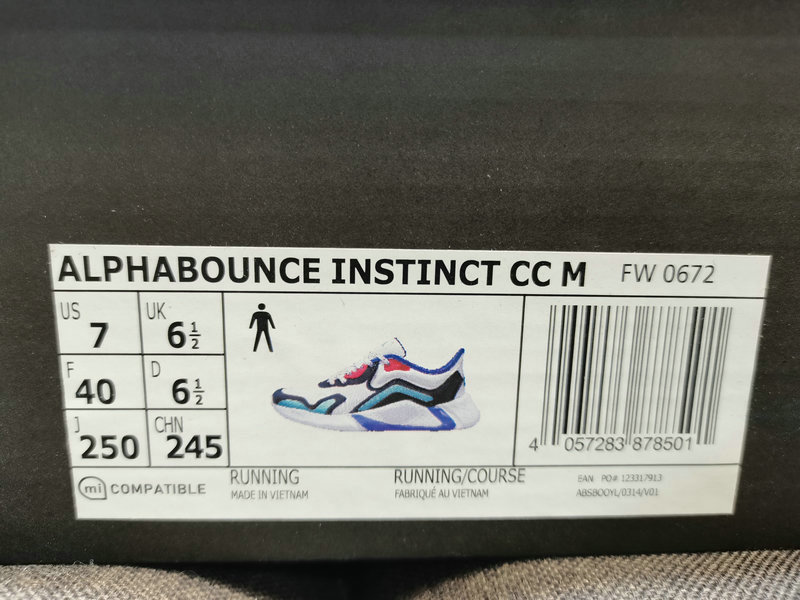 ALPHABOUNCE INSTINCT CC M FW 0672
US 7 UK 6½
F 40 D 6½
J 250 CHN 245
4 057283 878501
mi COMPATIBLE
RUNNING RUNNING/COURSE EAN PO# 123317913
MADE IN VIETNAM FABRIQUÉ AU VIETNAM ABSBOOYL/0314/V01